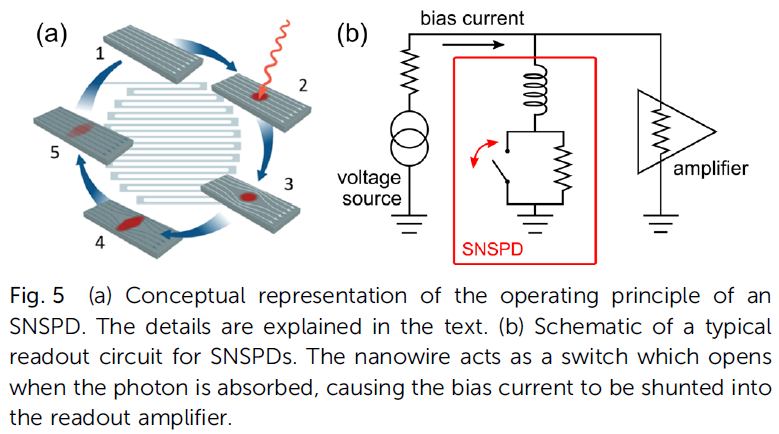 (a)
1
2
3
4
5
(b)
bias current
voltage
source
amplifier
SNSPD
Fig. 5 (a) Conceptual representation of the operating principle of an
SNSPD. The details are explained in the text. (b) Schematic of a typical
readout circuit for SNSPDs. The nanowire acts as a switch which opens
when the photon is absorbed, causing the bias current to be shunted into
the readout amplifier.